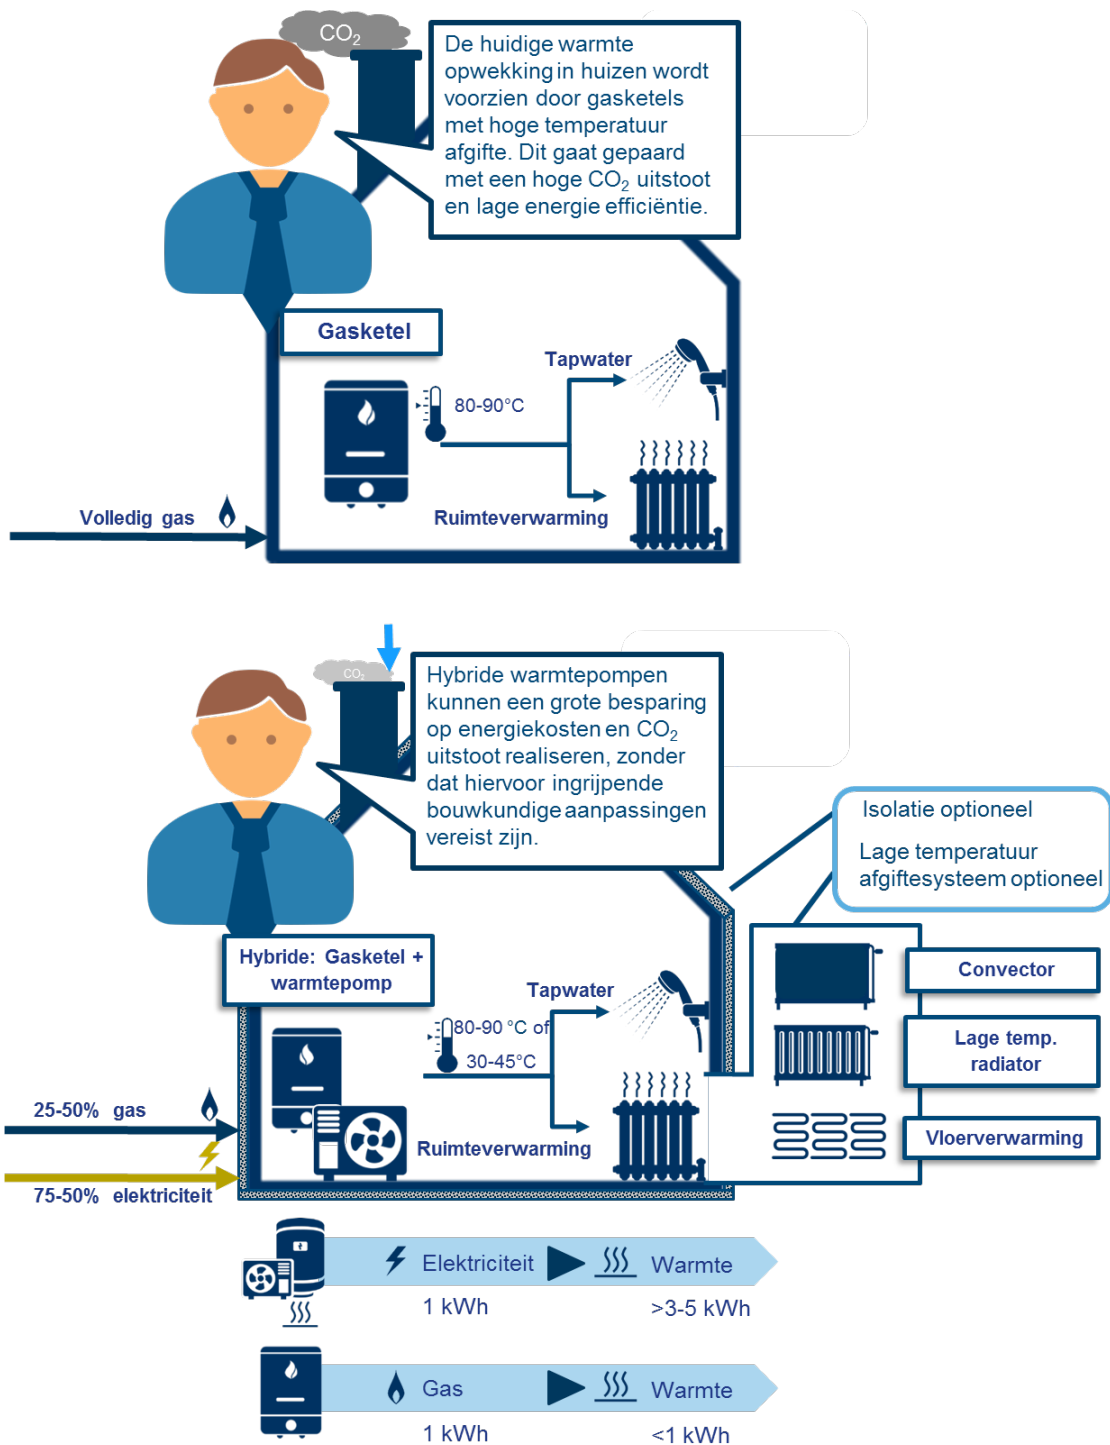 CO₂
De huidige warmte
opwekking in huizen wordt
voorzien door gasketels
met hoge temperatuur
afgifte. Dit gaat gepaard
met een hoge CO₂ uitstoot
en lage energie efficiëntie.
Gasketel
Tapwater
80-90°C
Ruimteverwarming
Volledig gas
CO₂
Hybride warmtepompen
kunnen een grote besparing
op energiekosten en CO₂
uitstoot realiseren, zonder
dat hiervoor ingrijpende
bouwkundige aanpassingen
vereist zijn.
Isolatie optioneel
Lage temperatuur
afgiftesysteem optioneel
Hybride: Gasketel +
warmtepomp
Tapwater
80-90 °C of
30-45°C
Ruimteverwarming
Convector
Lage temp.
radiator
Vloerverwarming
25-50% gas
75-50% elektriciteit
Elektriciteit
Warmte
1 kWh
>3-5 kWh
Gas
Warmte
1 kWh
<1 kWh